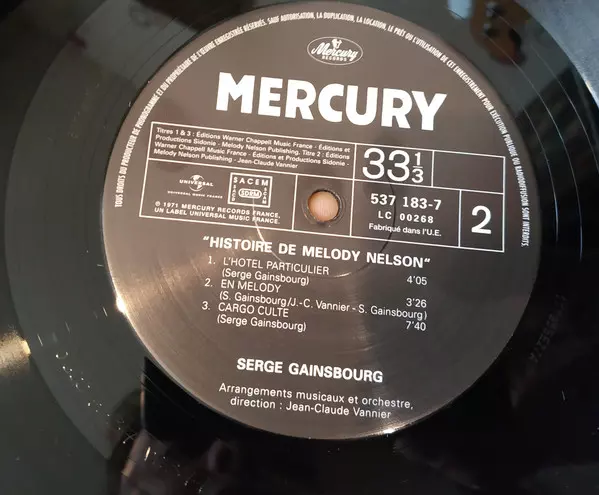 TOUS DROITS DU PRODUCTEUR DE PHONOGRAMME ET DU PROPRIÉTAIRE DE L'ŒUVRE ENREGISTRÉE RÉSERVÉS. SAUF AUTORISATION, LA DUPLICATION, LA LOCATION, LE PRÊT OU L'UTILISATION DE CET ENREGISTREMENT POUR EXÉCUTION PUBLIQUE OU RADIODIFFUSION SONT INTERDITS.
Mercury
RECORDS
MERCURY
Titres 1 & 3 : Éditions Warner Chappell Music France - Éditions et
Productions Sidonie - Melody Nelson Publishing. Titre 2 : Éditions
Warner Chappell Music France - Éditions et Productions Sidonie -
Melody Nelson Publishing - Jean-Claude Vannier
33 1/3
UNIVERSAL
UNIVERSAL MUSIC FRANCE
SACEM
SDRM
537 183-7
LC 00268
Fabriqué dans l'U.E.
2
℗ © 1971 MERCURY RECORDS FRANCE,
UN LABEL UNIVERSAL MUSIC FRANCE.
"HISTOIRE DE MELODY NELSON"
1. L'HOTEL PARTICULIER 4'05
(Serge Gainsbourg)
2. EN MELODY 3'26
(S. Gainsbourg/J.-C. Vannier - S. Gainsbourg)
3. CARGO CULTE 7'40
(Serge Gainsbourg)
SERGE GAINSBOURG
Arrangements musicaux et orchestre,
direction : Jean-Claude Vannier